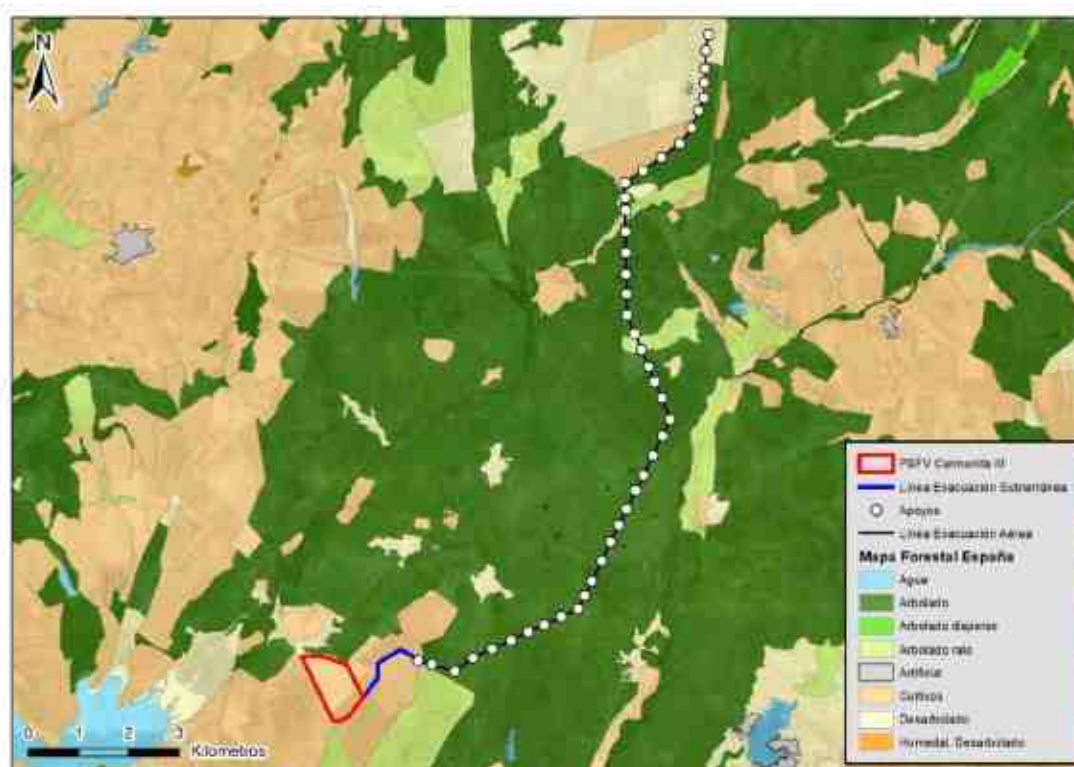 N
PSFV Carmonita III
Línea Evacuación Subterránea
Apoyos
Línea Evacuación Aérea
Mapa Forestal España
Agua
Arbolado
Arbolado disperso
Arbolado ralo
Artificial
Cultivos
Desarbolado
Humedal. Desarbolado
0 1 2 3
Kilometros